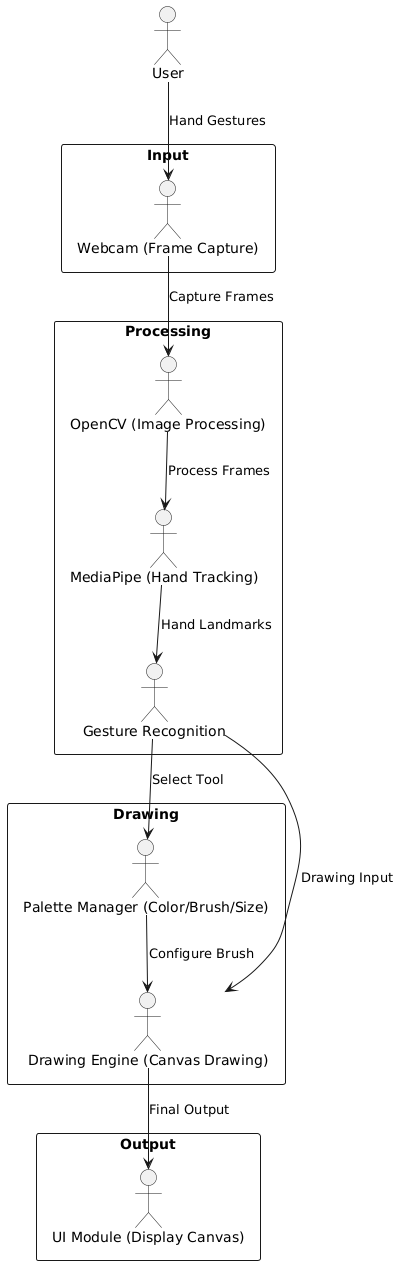 User
Hand Gestures
Input
Webcam (Frame Capture)
Capture Frames
Processing
OpenCV (Image Processing)
Process Frames
MediaPipe (Hand Tracking)
Hand Landmarks
Gesture Recognition
Select Tool
Drawing
Drawing Input
Palette Manager (Color/Brush/Size)
Configure Brush
Drawing Engine (Canvas Drawing)
Final Output
Output
UI Module (Display Canvas)